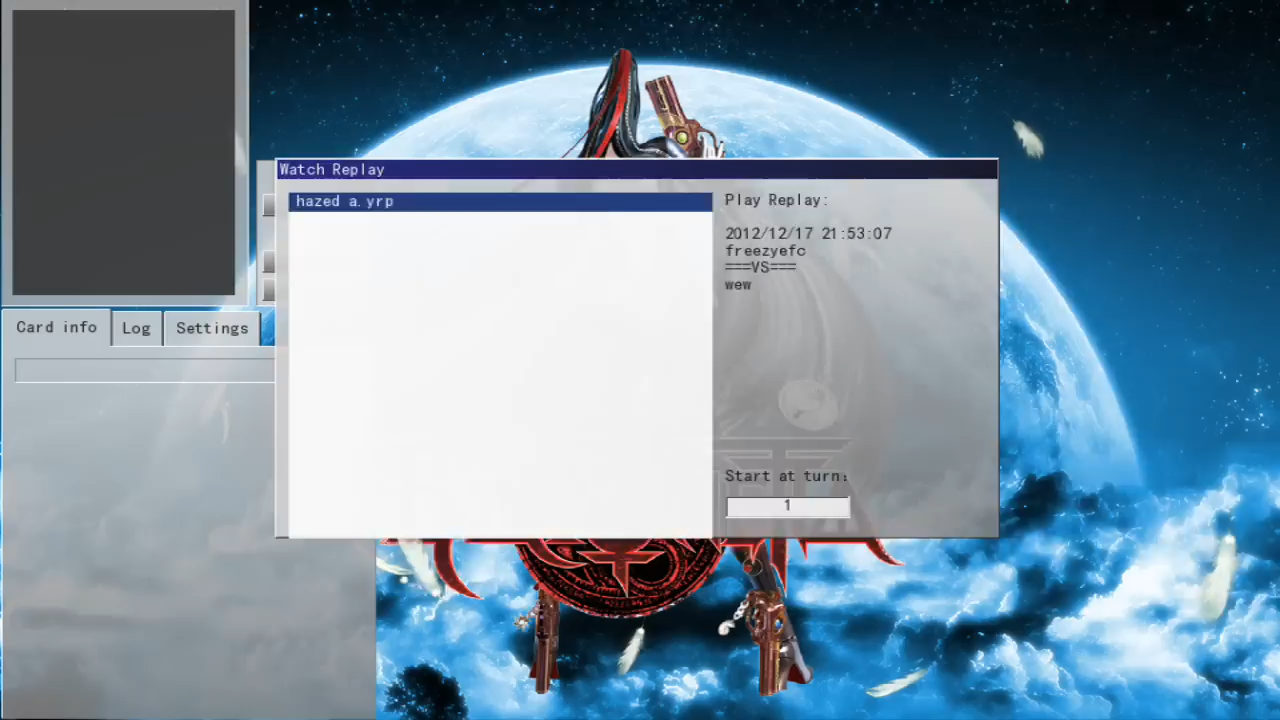 Watch Replay
hazed a.yrp
Play Replay:
2012/12/17 21:53:07
freezyefc
===VS===
wew
Start at turn:
1
Card info
Log
Settings